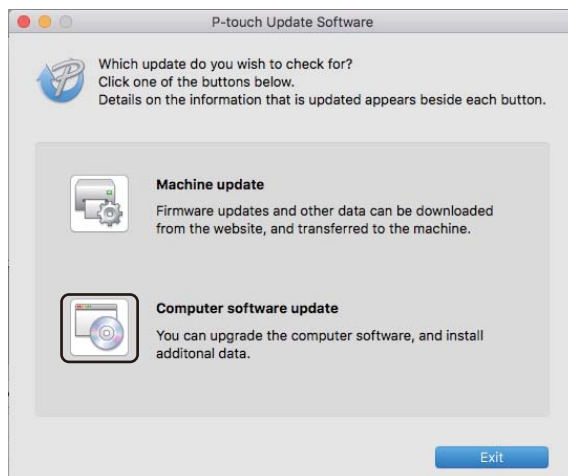 P-touch Update Software
Which update do you wish to check for?
Click one of the buttons below.
Details on the information that is updated appears beside each button.
Machine update
Firmware updates and other data can be downloaded
from the website, and transferred to the machine.
Computer software update
You can upgrade the computer software, and install
additonal data.
Exit